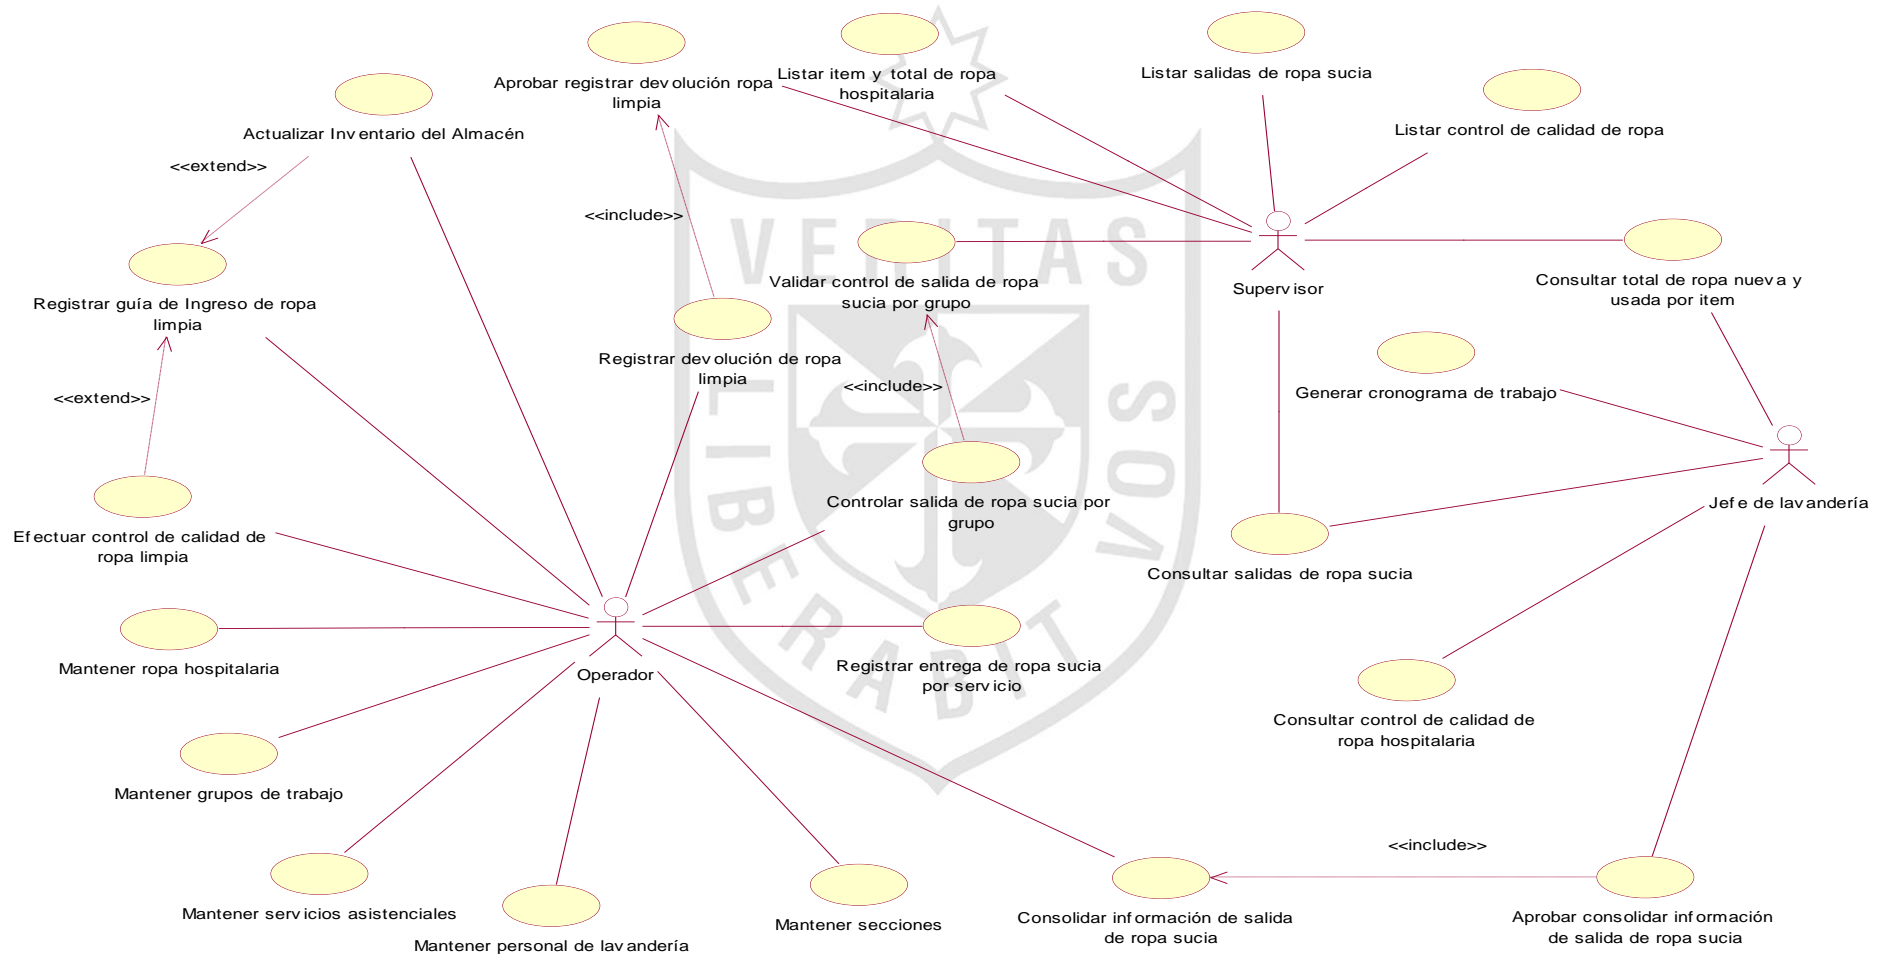 Aprobar registrar devolución ropa
limpia
Listar item y total de ropa
hospitalaria
Listar salidas de ropa sucia
Listar control de calidad de ropa
Actualizar Inventario del Almacén
<<extend>>
<<include>>
VERITAS
LIBERABIT
VOS
Registrar guía de Ingreso de ropa
limpia
Validar control de salida de ropa
sucia por grupo
Supervisor
Consultar total de ropa nueva y
usada por item
Registrar devolución de ropa
limpia
<<extend>>
<<include>>
Generar cronograma de trabajo
Efectuar control de calidad de
ropa limpia
Controlar salida de ropa sucia por
grupo
Jefe de lavandería
Consultar salidas de ropa sucia
Mantener ropa hospitalaria
Operador
Registrar entrega de ropa sucia
por servicio
Consultar control de calidad de
ropa hospitalaria
Mantener grupos de trabajo
<<include>>
Mantener servicios asistenciales
Mantener personal de lavandería
Mantener secciones
Consolidar información de salida
de ropa sucia
Aprobar consolidar información
de salida de ropa sucia